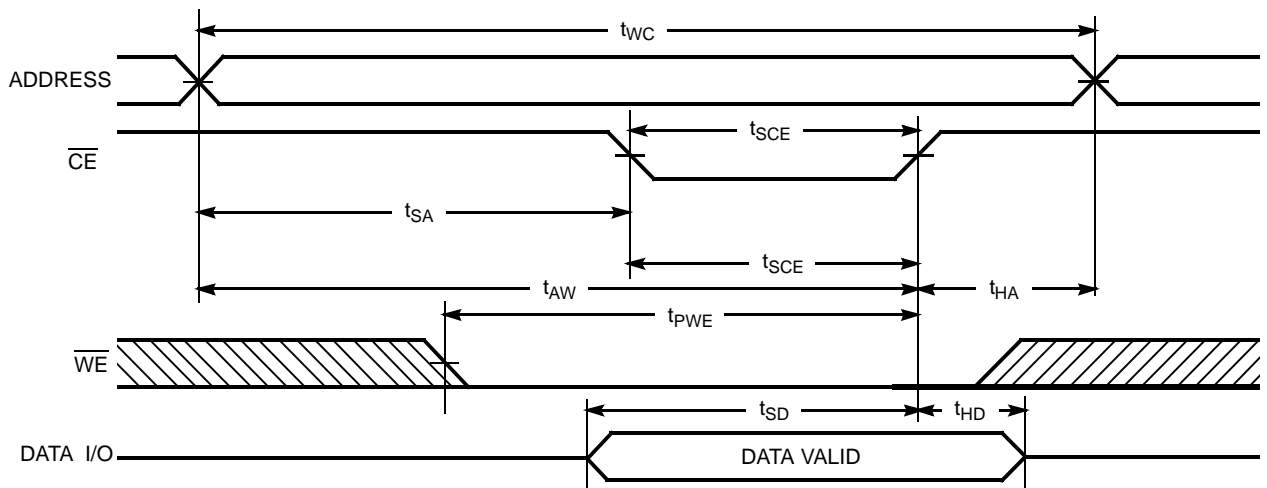 tWC
ADDRESS
tSCE
CE
tSA
tSCE
tAW
tHA
tPWE
WE
tSD
tHD
DATA I/O
DATA VALID